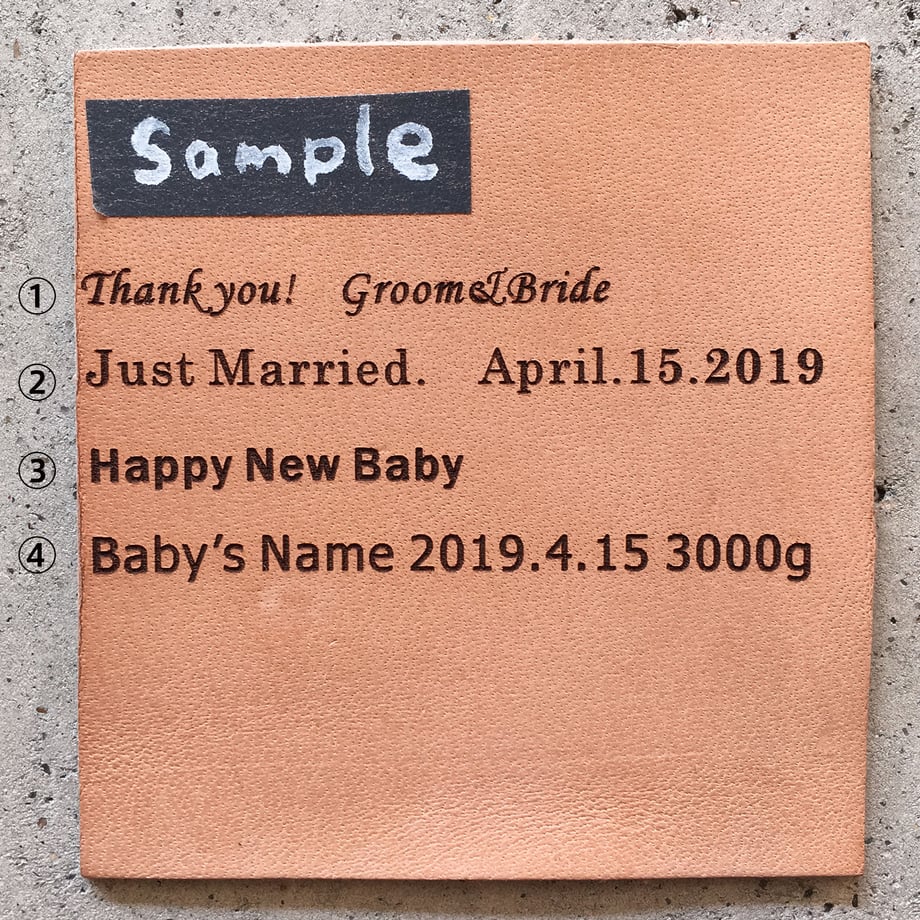 Sample
① Thank you! Groom&Bride
② Just Married. April.15.2019
③ Happy New Baby
④ Baby's Name 2019.4.15 3000g